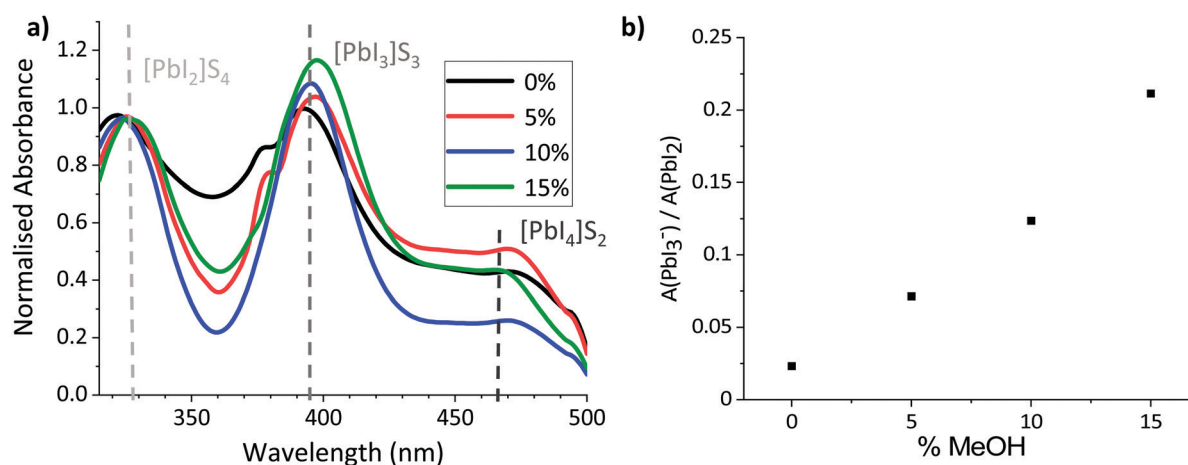 a)
[PbI₂]S₄
[PbI₃]S₃
[PbI₄]S₂
0%
5%
10%
15%
1.2
1.0
0.8
0.6
0.4
0.2
0.0
Normalised Absorbance
350
400
450
500
Wavelength (nm)
b)
0.25
0.2
0.15
0.1
0.05
0
A(PbI3⁻) / A(PbI2)
0
5
10
15
% MeOH